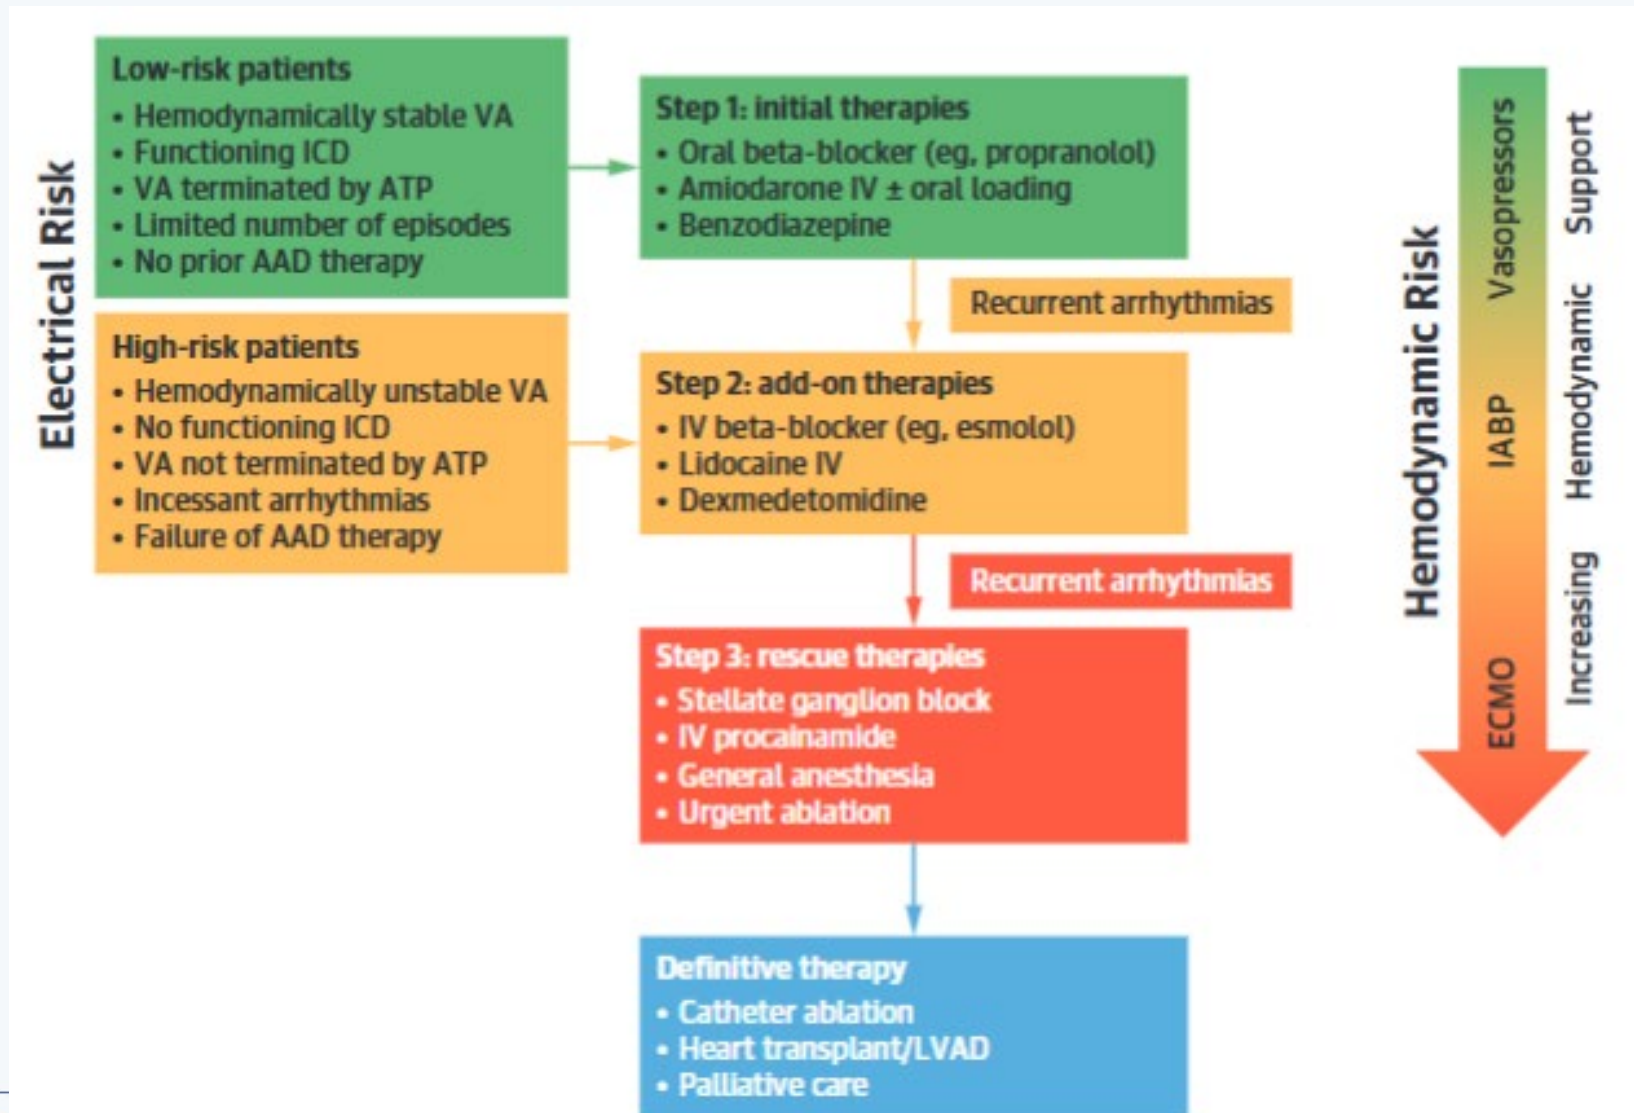 Electrical Risk
Low-risk patients
• Hemodynamically stable VA
• Functioning ICD
• VA terminated by ATP
• Limited number of episodes
• No prior AAD therapy
High-risk patients
• Hemodynamically unstable VA
• No functioning ICD
• VA not terminated by ATP
• Incessant arrhythmias
• Failure of AAD therapy
Step 1: initial therapies
• Oral beta-blocker (eg, propranolol)
• Amiodarone IV ± oral loading
• Benzodiazepine
Recurrent arrhythmias
Step 2: add-on therapies
• IV beta-blocker (eg, esmolol)
• Lidocaine IV
• Dexmedetomidine
Recurrent arrhythmias
Step 3: rescue therapies
• Stellate ganglion block
• IV procainamide
• General anesthesia
• Urgent ablation
Definitive therapy
• Catheter ablation
• Heart transplant/LVAD
• Palliative care
Hemodynamic Risk
Vasopressors
IABP
ECMO
Increasing Hemodynamic Support